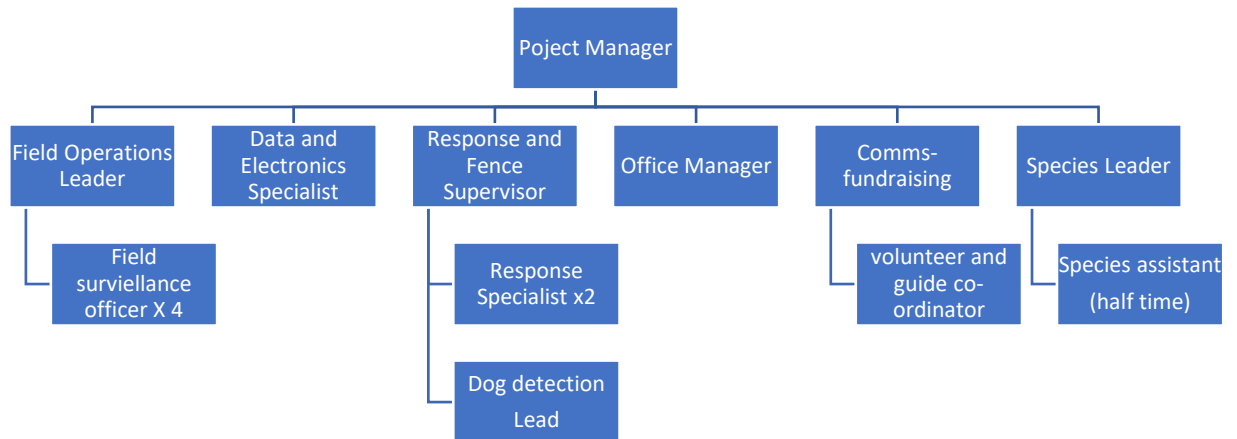 Poject Manager
Field Operations
Leader
Data and
Electronics
Specialist
Response and
Fence
Supervisor
Office Manager
Comms-
fundraising
Species Leader
Field
surviellance
officer X 4
Response
Specialist x2
Dog detection
Lead
volunteer and
guide co-
ordinator
Species assistant
(half time)